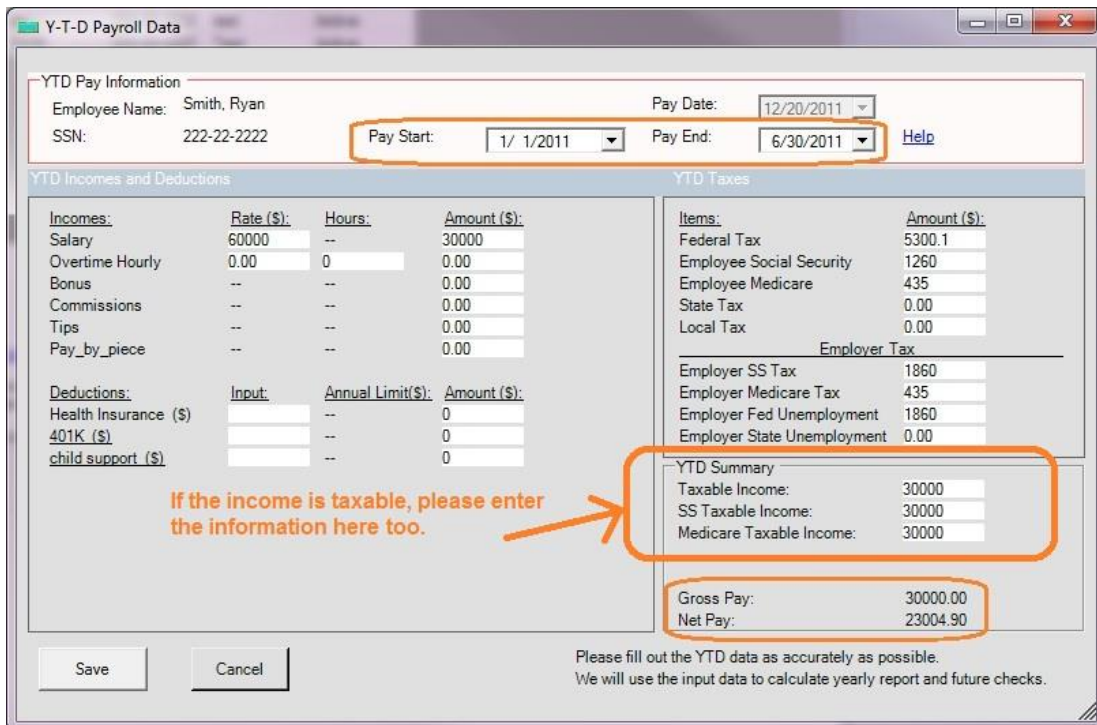 Y-T-D Payroll Data
YTD Pay Information
Employee Name: Smith, Ryan Pay Date: 12/20/2011
SSN: 222-22-2222 Pay Start: 1/ 1/2011 Pay End: 6/30/2011 Help
YTD Incomes and Deductions YTD Taxes
Incomes: Rate ($): Hours: Amount ($):
Salary 60000 -- 30000
Overtime Hourly 0.00 0 0.00
Bonus -- -- 0.00
Commissions -- -- 0.00
Tips -- -- 0.00
Pay_by_piece -- -- 0.00
Deductions: Input: Annual Limit($): Amount ($):
Health Insurance ($) -- 0
401K ($) -- 0
child support ($) -- 0
If the income is taxable, please enter
the information here too.
Items: Amount ($):
Federal Tax 5300.1
Employee Social Security 1260
Employee Medicare 435
State Tax 0.00
Local Tax 0.00
Employer Tax
Employer SS Tax 1860
Employer Medicare Tax 435
Employer Fed Unemployment 1860
Employer State Unemployment 0.00
YTD Summary
Taxable Income: 30000
SS Taxable Income: 30000
Medicare Taxable Income: 30000
Gross Pay: 30000.00
Net Pay: 23004.90
Save Cancel
Please fill out the YTD data as accurately as possible.
We will use the input data to calculate yearly report and future checks.